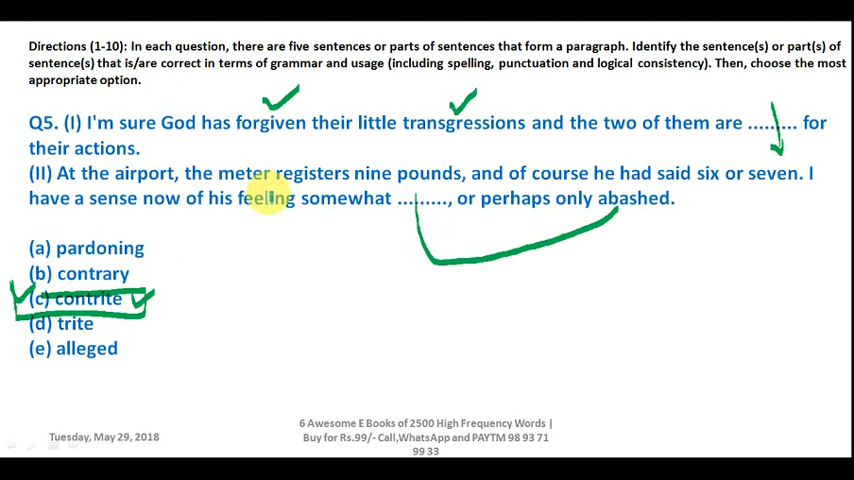 Directions (1-10): In each question, there are five sentences or parts of sentences that form a paragraph. Identify the sentence(s) or part(s) of
sentence(s) that is/are correct in terms of grammar and usage (including spelling, punctuation and logical consistency). Then, choose the most
appropriate option.
Q5. (I) I'm sure God has forgiven their little transgressions and the two of them are ......... for
their actions.
(II) At the airport, the meter registers nine pounds, and of course he had said six or seven. I
have a sense now of his feeling somewhat ........., or perhaps only abashed.
(a) pardoning
(b) contrary
(c) contrite
(d) trite
(e) alleged
Tuesday, May 29, 2018
6 Awesome E Books of 2500 High Frequency Words |
Buy for Rs.99/- Call,WhatsApp and PAYTM 98 93 71
99 33